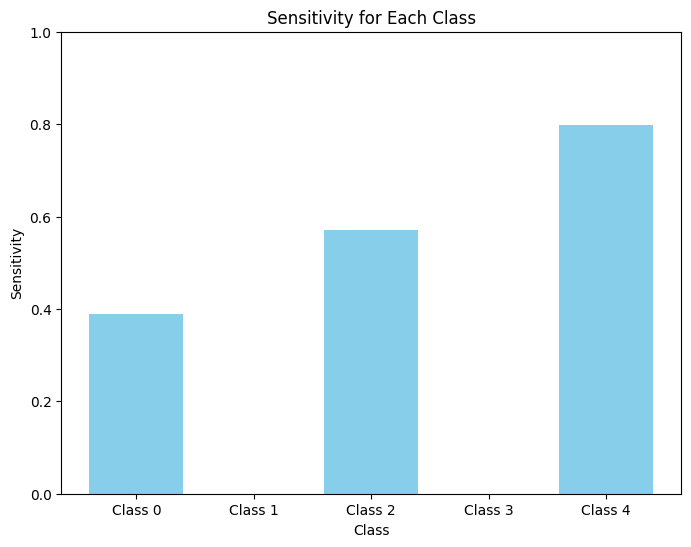 Sensitivity for Each Class
1.0
0.8
0.6
0.4
0.2
0.0
Sensitivity
Class 0
Class 1
Class 2
Class 3
Class 4
Class